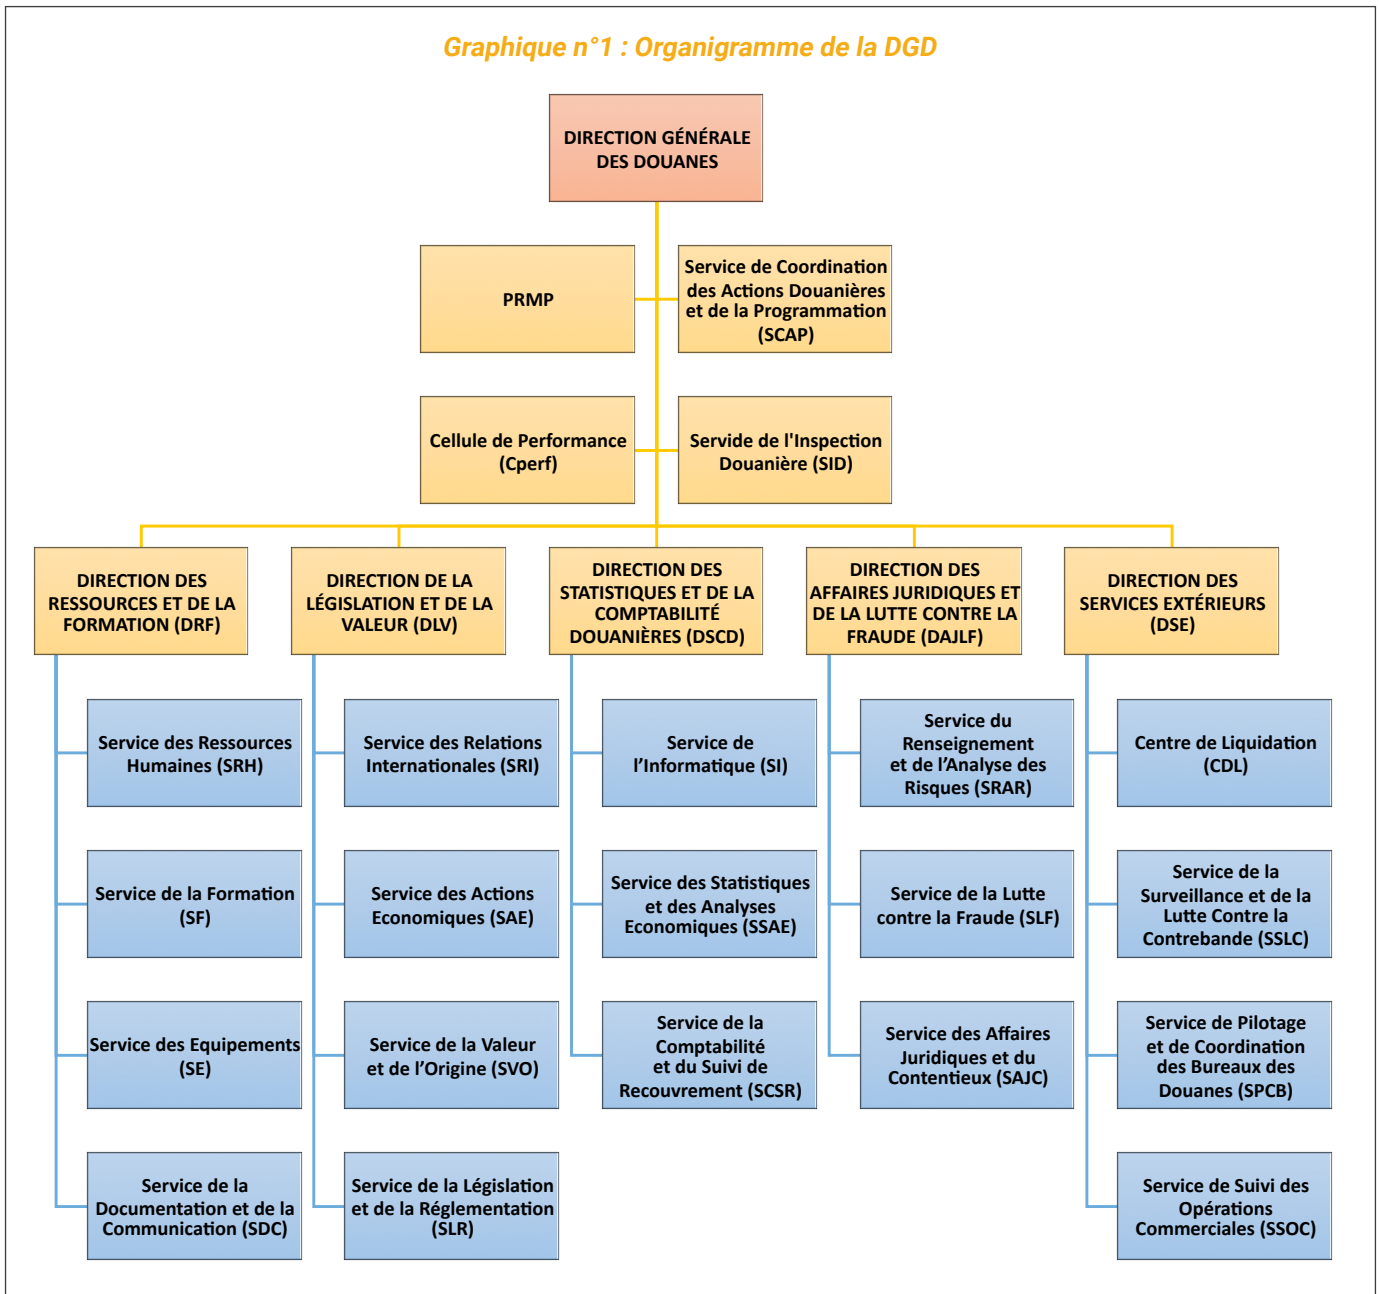 Graphique n°1 : Organigramme de la DGD
DIRECTION GÉNÉRALE
DES DOUANES
PRMP
Service de Coordination
des Actions Douanières
et de la Programmation
(SCAP)
Cellule de Performance
(Cperf)
Servide de l'Inspection
Douanière (SID)
DIRECTION DES
RESSOURCES ET DE LA
FORMATION (DRF)
DIRECTION DE LA
LÉGISLATION ET DE LA
VALEUR (DLV)
DIRECTION DES
STATISTIQUES ET DE LA
COMPTABILITÉ
DOUANIÈRES (DSCD)
DIRECTION DES
AFFAIRES JURIDIQUES ET
DE LA LUTTE CONTRE LA
FRAUDE (DAJLF)
DIRECTION DES
SERVICES EXTÉRIEURS
(DSE)
Service des Ressources
Humaines (SRH)
Service des Relations
Internationales (SRI)
Service de
l’Informatique (SI)
Service du
Renseignement
et de l’Analyse des
Risques (SRAR)
Centre de Liquidation
(CDL)
Service de la Formation
(SF)
Service des Actions
Economiques (SAE)
Service des Statistiques
et des Analyses
Economiques (SSAE)
Service de la Lutte
contre la Fraude (SLF)
Service de la
Surveillance et de la
Lutte Contre la
Contrebande (SSLC)
Service des Equipements
(SE)
Service de la Valeur
et de l’Origine (SVO)
Service de la
Comptabilité
et du Suivi de
Recouvrement (SCSR)
Service des Affaires
Juridiques et du
Contentieux (SAJC)
Service de Pilotage
et de Coordination
des Bureaux des
Douanes (SPCB)
Service de la
Documentation et de la
Communication (SDC)
Service de la Législation
et de la Réglementation
(SLR)
Service de Suivi des
Opérations
Commerciales (SSOC)